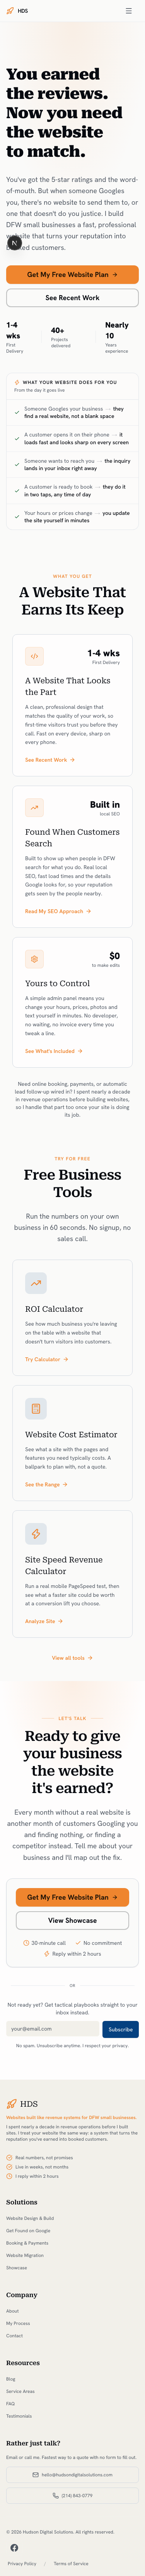 HDS
You earned
the reviews.
Now you need
the website
to match.
You've got the 5-star ratings and the word-
of-mouth. But when someone Googles
you, there's no website to send them to, or
one that doesn't do you justice. I build
DFW small businesses a fast, professional
website that turns your reputation into
booked customers.
N
Get My Free Website Plan →
See Recent Work
1-4
wks
First
Delivery
40+
Projects
delivered
Nearly
10
Years
experience
WHAT YOUR WEBSITE DOES FOR YOU
From the day it goes live
Someone Googles your business → they
find a real website, not a blank space
A customer opens it on their phone → it
loads fast and looks sharp on every screen
Someone wants to reach you → the inquiry
lands in your inbox right away
A customer is ready to book → they do it
in two taps, any time of day
Your hours or prices change → you update
the site yourself in minutes
WHAT YOU GET
A Website That
Earns Its Keep
1-4 wks
First Delivery
A Website That Looks
the Part
A clean, professional design that
matches the quality of your work, so
first-time visitors trust you before they
call. Fast on every device, sharp on
every phone.
See Recent Work →
Built in
local SEO
Found When Customers
Search
Built to show up when people in DFW
search for what you do. Real local
SEO, fast load times and the details
Google looks for, so your reputation
gets seen by the people nearby.
Read My SEO Approach →
$0
to make edits
Yours to Control
A simple admin panel means you
change your hours, prices, photos and
text yourself in minutes. No developer,
no waiting, no invoice every time you
tweak a line.
See What's Included →
Need online booking, payments, or automatic
lead follow-up wired in? I spent nearly a decade
in revenue operations before building websites,
so I handle that part too once your site is doing
its job.
TRY FOR FREE
Free Business
Tools
Run the numbers on your own
business in 60 seconds. No signup, no
sales call.
ROI Calculator
See how much business you're leaving
on the table with a website that
doesn't turn visitors into customers.
Try Calculator →
Website Cost Estimator
See what a site with the pages and
features you need typically costs. A
ballpark to plan with, not a quote.
See the Range →
Site Speed Revenue
Calculator
Run a real mobile PageSpeed test, then
see what a faster site could be worth
at a conversion lift you choose.
Analyze Site →
View all tools →
LET'S TALK
Ready to give
your business
the website
it's earned?
Every month without a real website is
another month of customers Googling you
and finding nothing, or finding a
competitor instead. Tell me about your
business and I'll map out the fix.
Get My Free Website Plan →
View Showcase
30-minute call
No commitment
Reply within 2 hours
OR
Not ready yet? Get tactical playbooks straight to your
inbox instead.
your@email.com
Subscribe
No spam. Unsubscribe anytime. I respect your privacy.
HDS
Websites built like revenue systems for DFW small businesses
I spent nearly a decade in revenue operations before I built
sites. I treat your website the same way: a system that turns the
reputation you've earned into booked customers.
Real numbers, not promises
Live in weeks, not months
I reply within 2 hours
Solutions
Website Design & Build
Get Found on Google
Booking & Payments
Website Migration
Showcase
Company
About
My Process
Contact
Resources
Blog
Service Areas
FAQ
Testimonials
Rather just talk?
Email or call me. Fastest way to a quote with no form to fill out.
hello@hudsondigitalsolutions.com
(214) 843-0779
© 2026 Hudson Digital Solutions. All rights reserved.
Privacy Policy
Terms of Service